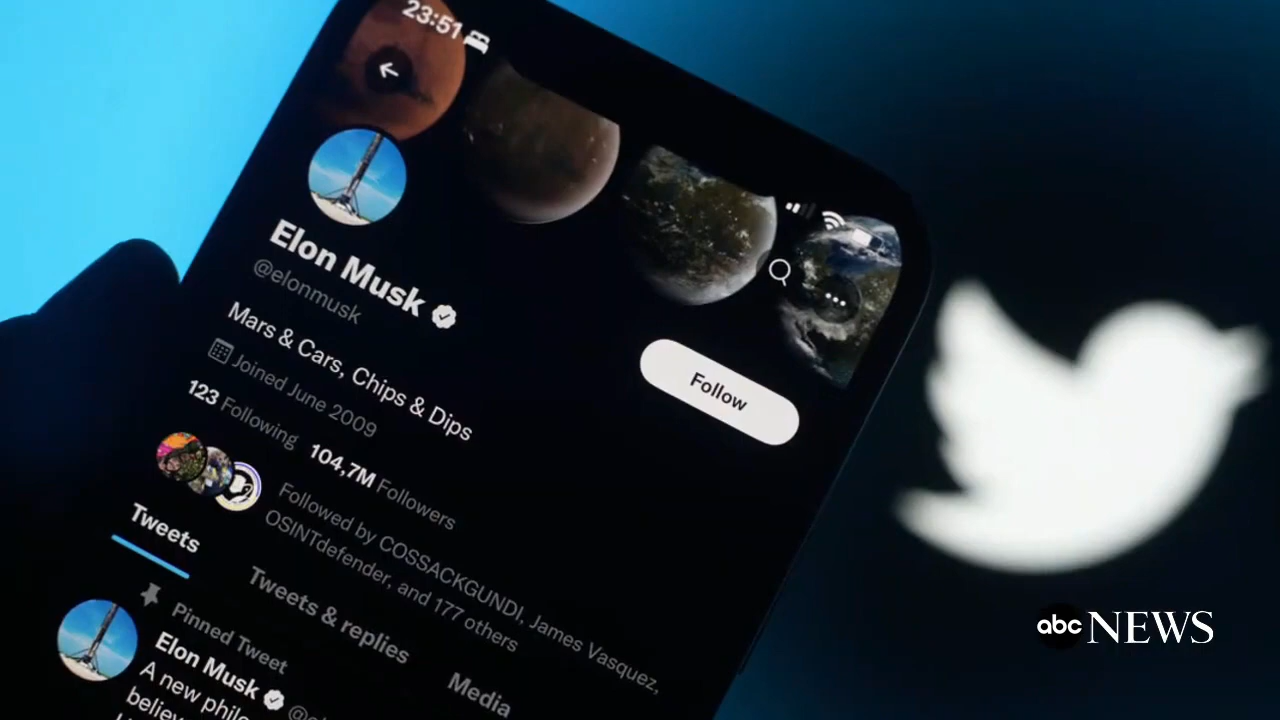 23:51
Elon Musk
@elonmusk
Follow
Mars & Cars, Chips & Dips
Joined June 2009
123 Following 104,7M Followers
Followed by COSSACKGUNDI, James Vasquez,
OSINTdefender, and 177 others
Tweets Tweets & replies Media
Pinned Tweet
Elon Musk
A new
abc NEWS